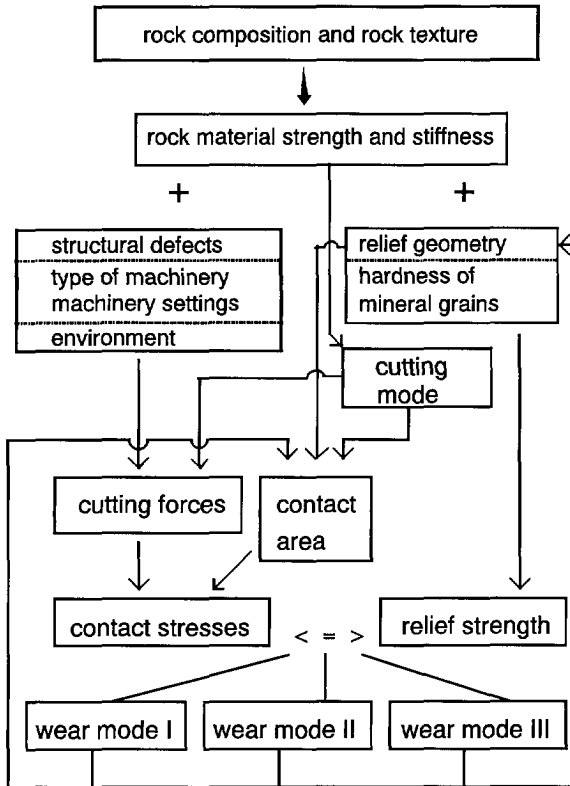 rock composition and rock texture
rock material strength and stiffness
+ +
structural defects
type of machinery
machinery settings
environment
relief geometry
hardness of
mineral grains
cutting
mode
cutting forces
contact
area
contact stresses
< = >
relief strength
wear mode I
wear mode II
wear mode III